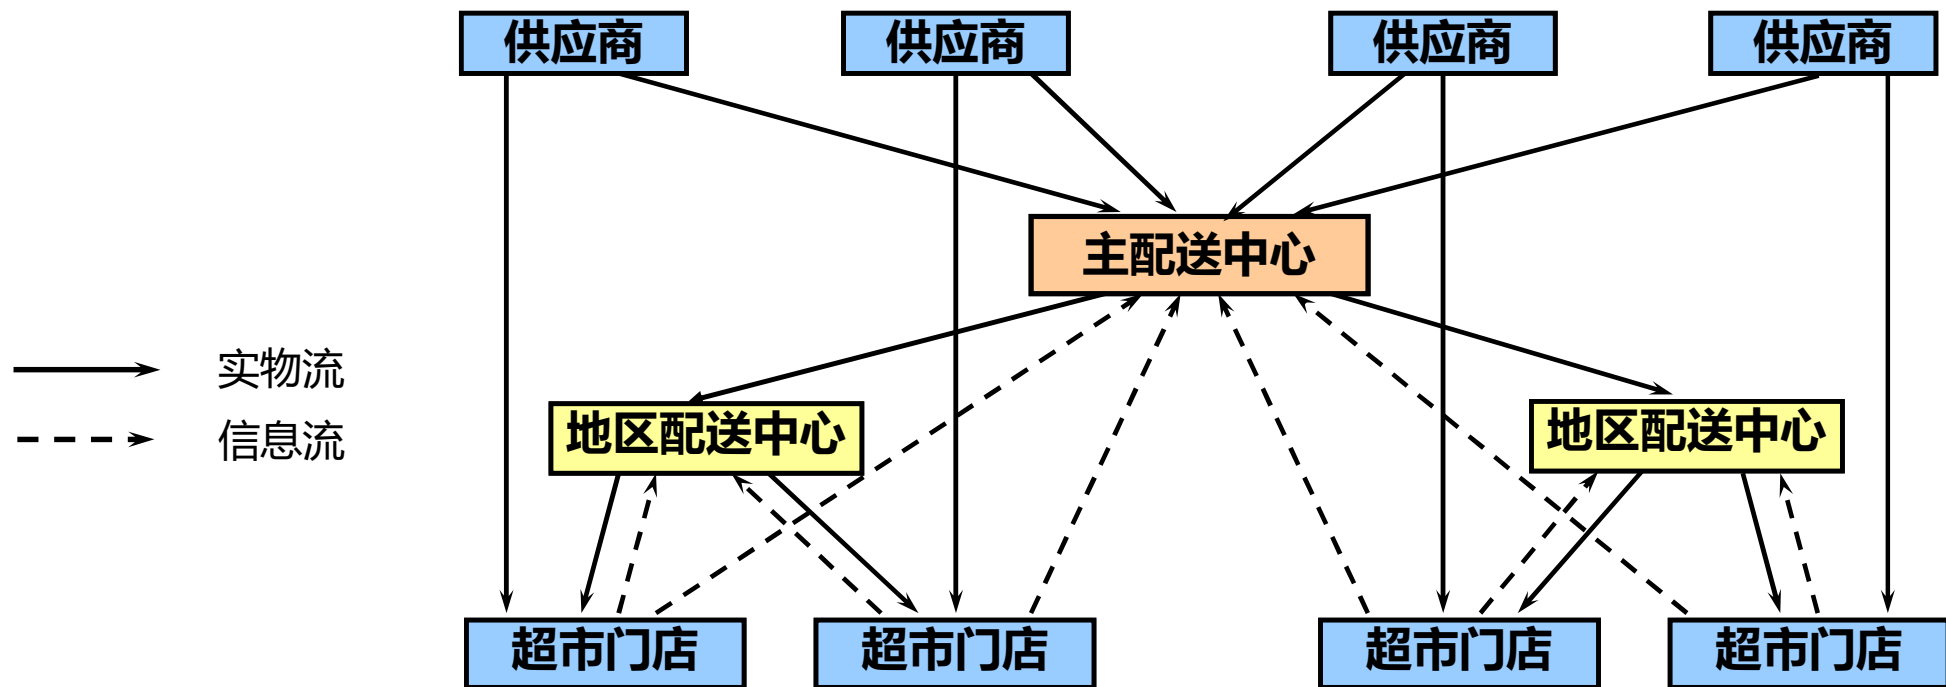 供应商
供应商
供应商
供应商
主配送中心
实物流
信息流
地区配送中心
地区配送中心
超市门店
超市门店
超市门店
超市门店